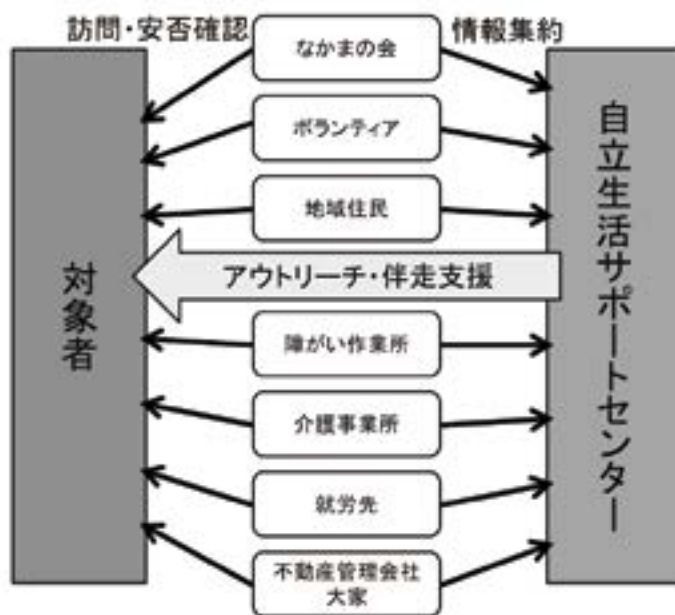 訪問・安否確認
情報集約
なかまの会
ボランティア
地域住民
アウトリーチ・伴走支援
障がい作業所
介護事業所
就労先
不動産管理会社
大家
対象者
自立生活サポートセンター